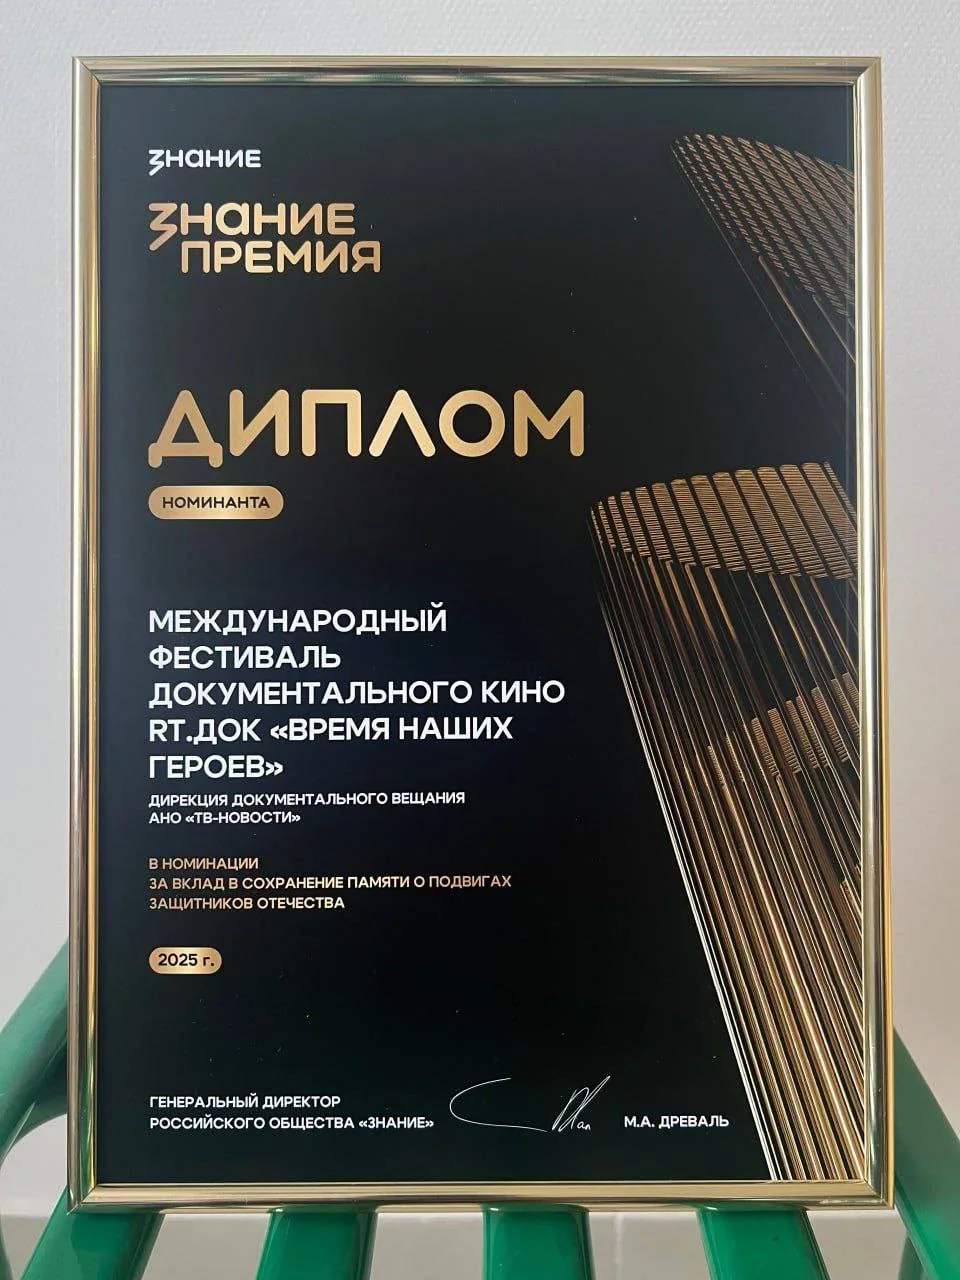 знание
знание
премия
ДИПЛОМ
НОМИНАНТА
МЕЖДУНАРОДНЫЙ
ФЕСТИВАЛЬ
ДОКУМЕНТАЛЬНОГО КИНО
RT.ДОК «ВРЕМЯ НАШИХ
ГЕРОЕВ»
ДИРЕКЦИЯ ДОКУМЕНТАЛЬНОГО ВЕЩАНИЯ
АНО «ТВ-НОВОСТИ»
В НОМИНАЦИИ
ЗА ВКЛАД В СОХРАНЕНИЕ ПАМЯТИ О ПОДВИГАХ
ЗАЩИТНИКОВ ОТЕЧЕСТВА
2025 г.
ГЕНЕРАЛЬНЫЙ ДИРЕКТОР
РОССИЙСКОГО ОБЩЕСТВА «ЗНАНИЕ»
М.А. ДРЕВАЛЬ